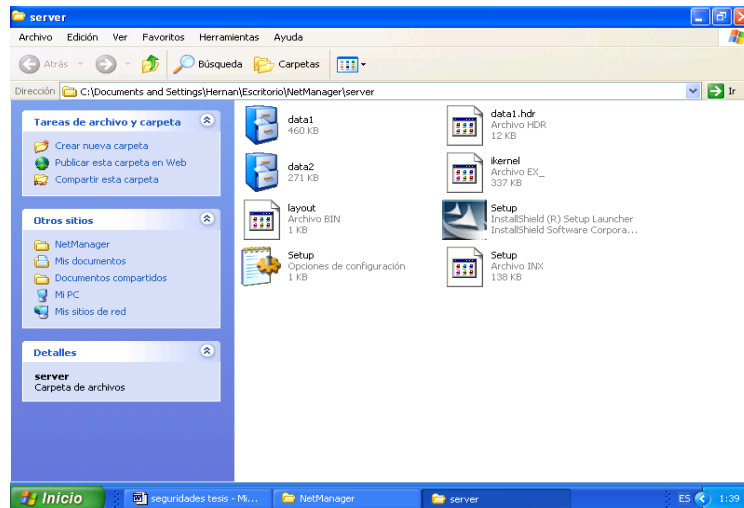 server
Archivo Edición Ver Favoritos Herramientas Ayuda
Atrás Búsqueda Carpetas
Dirección C:\Documents and Settings\Hernan\Escritorio\NetManager\server Ir
Tareas de archivo y carpeta
Crear nueva carpeta
Publicar esta carpeta en Web
Compartir esta carpeta
Otros sitios
NetManager
Mis documentos
Documentos compartidos
Mi PC
Mis sitios de red
Detalles
server
Carpeta de archivos
data1
460 KB
data1.hdr
Archivo HDR
12 KB
data2
271 KB
ikernel
Archivo EX_
337 KB
layout
Archivo BIN
1 KB
Setup
InstallShield (R) Setup Launcher
InstallShield Software Corpora...
Setup
Opciones de configuración
1 KB
Setup
Archivo INX
138 KB
Inicio seguridades tesis - Mi... NetManager server ES 1:39